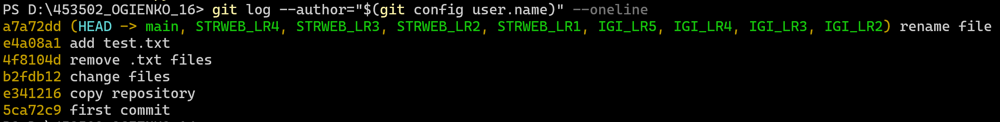 PS D:\453502_OGIENKO_16> git log --author="$(git config user.name)" --oneline
a7a72dd (HEAD -> main, STRWEB_LR4, STRWEB_LR3, STRWEB_LR2, STRWEB_LR1, IGI_LR5, IGI_LR4, IGI_LR3, IGI_LR2) rename file
e4a08a1 add test.txt
4f8104d remove .txt files
b2fdb12 change files
e341216 copy repository
5ca72c9 first commit